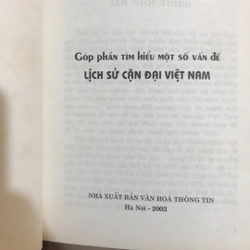 Góp phần tìm hiểu một số vấn đề
LỊCH SỬ CẬN ĐẠI VIỆT NAM
NHÀ XUẤT BẢN VĂN HOÁ THÔNG TIN
Hà Nội - 2003